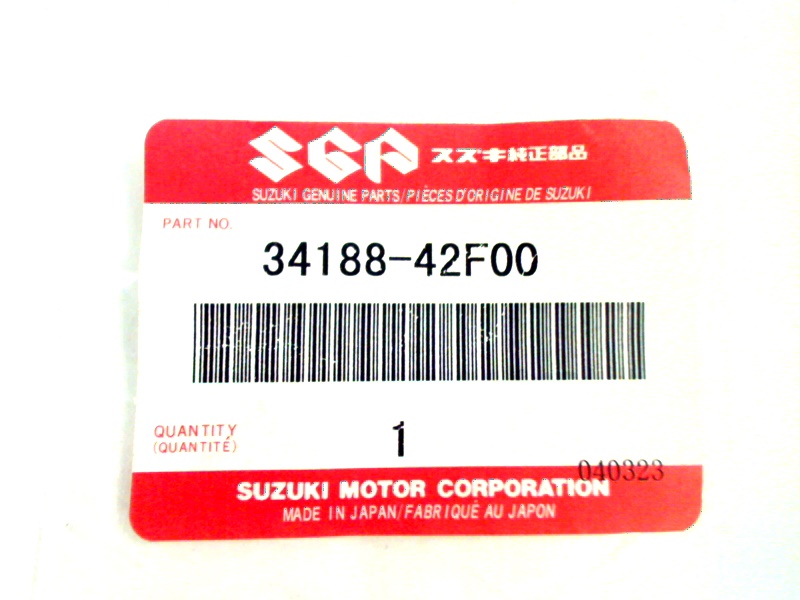 SGP スズキ純正部品
SUZUKI GENUINE PARTS/PIÈCES D'ORIGINE DE SUZUKI
PART NO.
34188-42F00
QUANTITY
(QUANTITÉ)
1
040323
SUZUKI MOTOR CORPORATION
MADE IN JAPAN/FABRIQUÉ AU JAPON